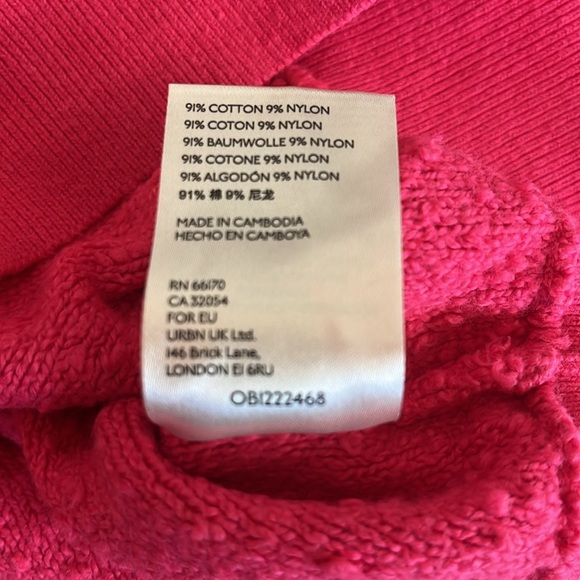 91% COTTON 9% NYLON
91% COTON 9% NYLON
91% BAUMWOLLE 9% NYLON
91% COTONE 9% NYLON
91% ALGODÓN 9% NYLON
91% 棉 9% 尼龙
MADE IN CAMBODIA
HECHO EN CAMBOYA
RN 66170
CA 32054
FOR EU
URBN UK Ltd.
146 Brick Lane,
LONDON E1 6RU
OB1222468